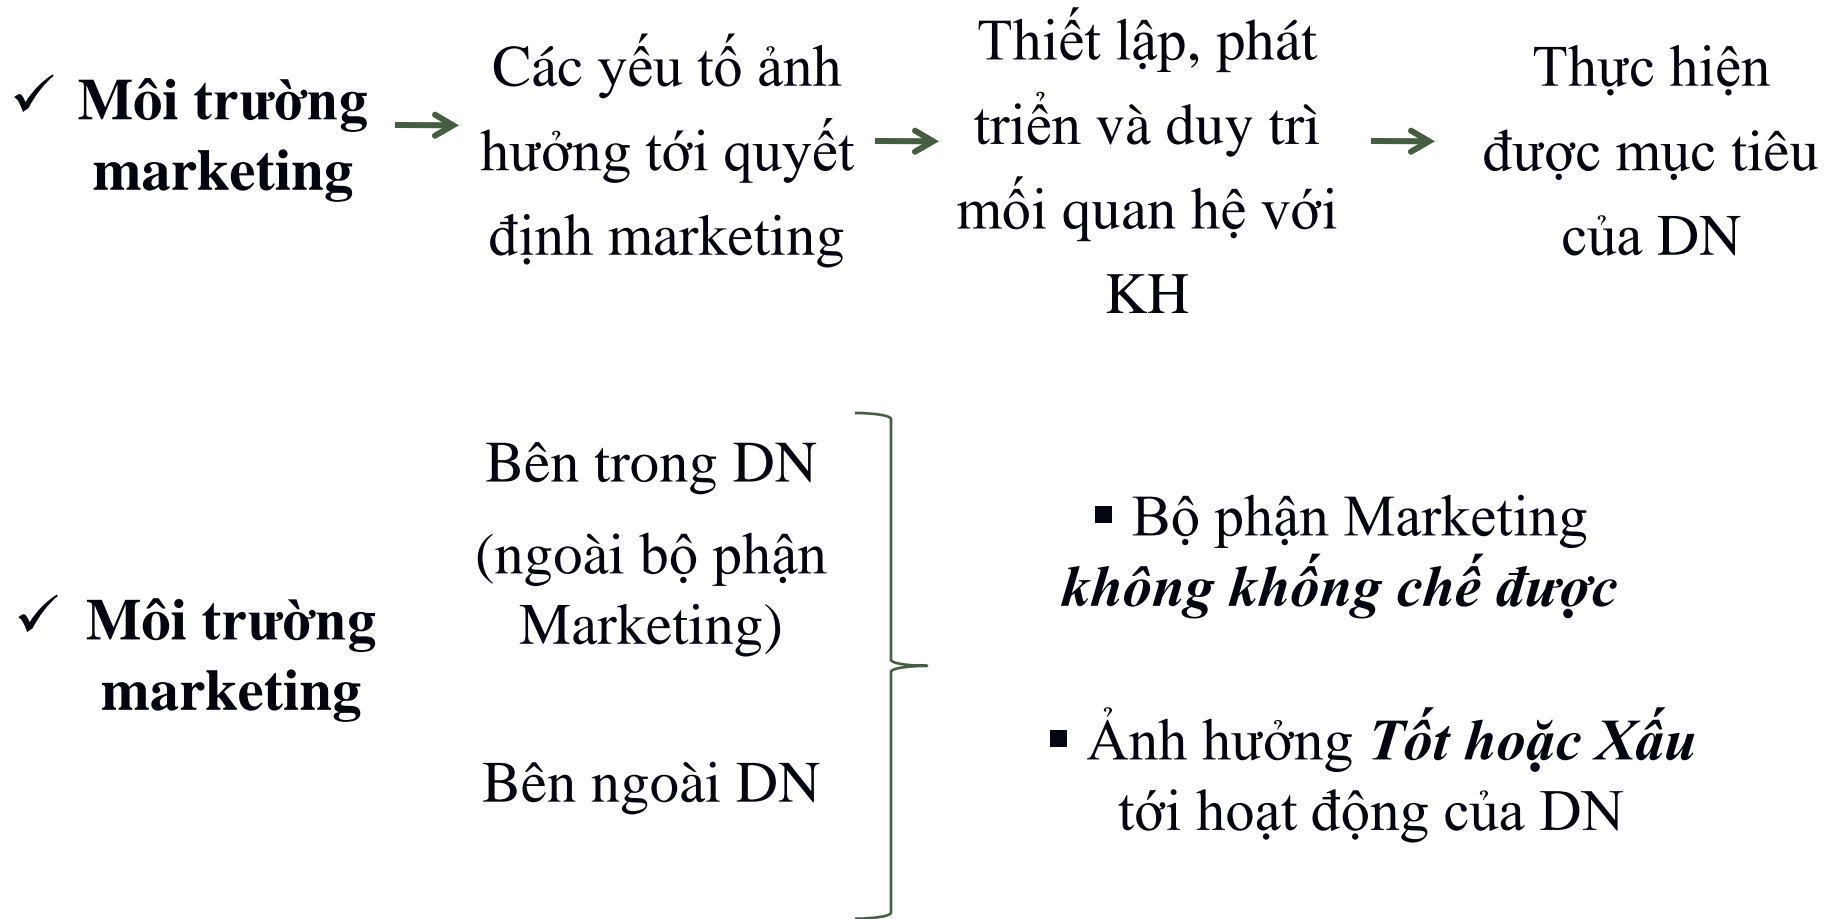 ✓ Môi trường
marketing
Các yếu tố ảnh
hưởng tới quyết
định marketing
Thiết lập, phát
triển và duy trì
mối quan hệ với
KH
Thực hiện
được mục tiêu
của DN
✓ Môi trường
marketing
Bên trong DN
(ngoài bộ phận
Marketing)
Bên ngoài DN
▪ Bộ phận Marketing
không khống chế được
▪ Ảnh hưởng Tốt hoặc Xấu
tới hoạt động của DN